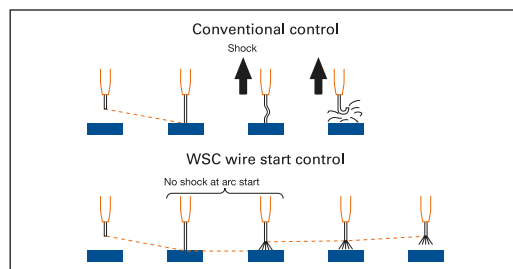 Conventional control
Shock
WSC wire start control
No shock at arc start